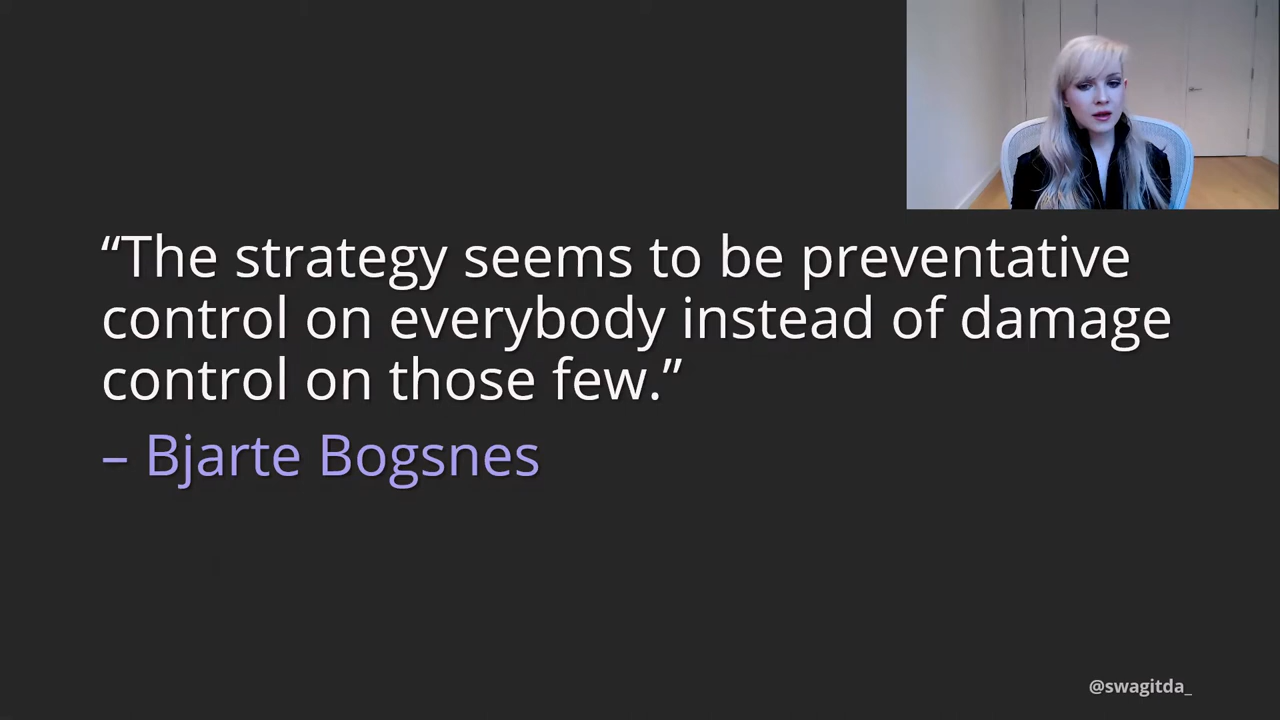 “The strategy seems to be preventative
control on everybody instead of damage
control on those few.”
– Bjarte Bogsnes
@swagitda_